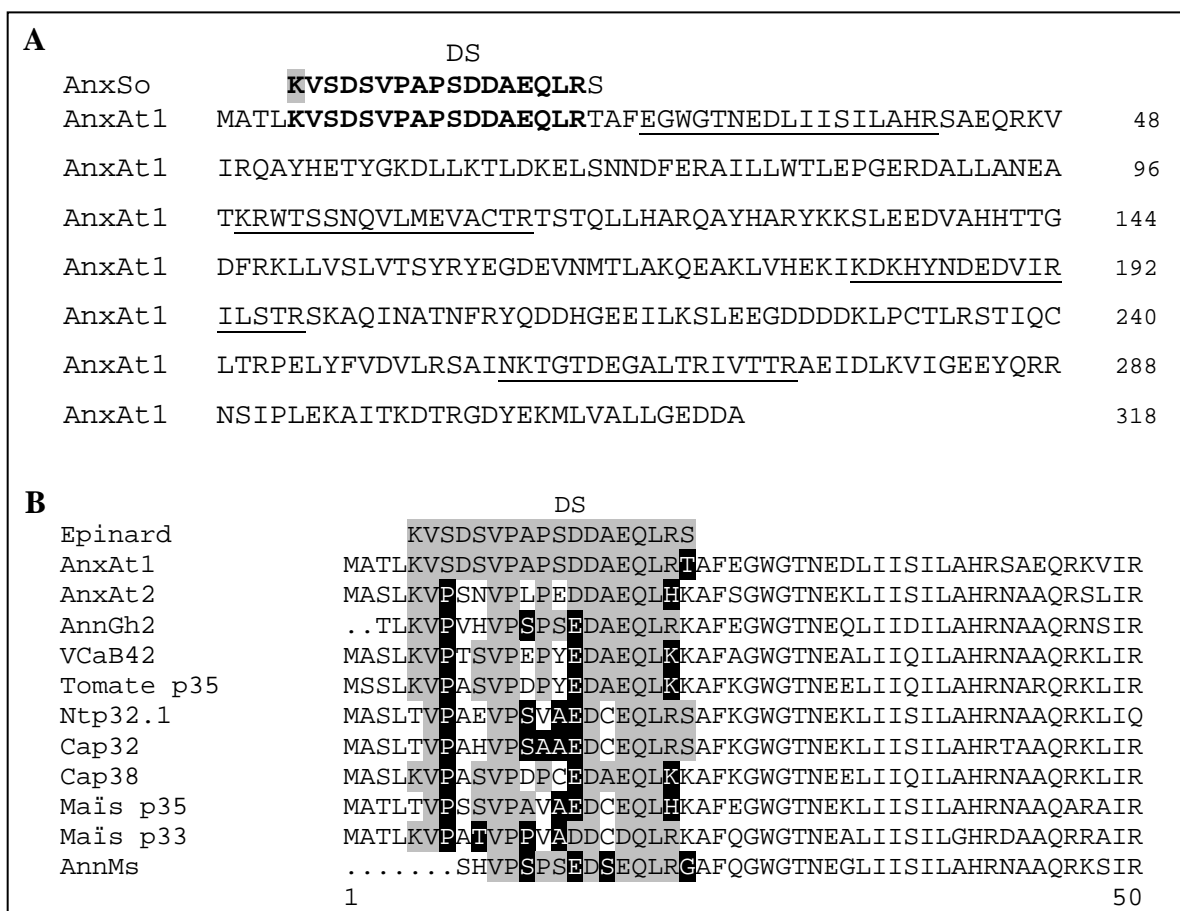 A
DS
AnxSo KVSDSVPAPSDDAEQLRS
AnxAt1 MATLKVSDSVPAPSDDAEQLRTAFEGWGTNEDLIISILAHRSAEQRKV 48
AnxAt1 IRQAYHETYGKDLLKTLDKELSNNDFERAILLWTLEPGERDALLANEA 96
AnxAt1 TKRWTSSNQVLMEVACTRTSTQLLHARQAYHARYKKSLEEDVAHHTTG 144
AnxAt1 DFRKLLVSLVTSYRYEGDEVNMTLAKQEAKLVHEKIKDKHYNDEDVIR 192
AnxAt1 ILSTRSKAQINATNFRYQDDHGEEILKSLEEGDDDDKLPCTLRSTIQC 240
AnxAt1 LTRPELYFVDVLRSAINKTGTDEGALTRIVTTRAEIDLKVIGEEYQRR 288
AnxAt1 NSIPLEKAITKDTRGDYEKMLVALLGEDDA 318
B
DS
Epinard KVSDSVPAPSDDAEQLRS
AnxAt1 MATLKVSDSVPAPSDDAEQLRTAFEGWGTNEDLIISILAHRSAEQRKVIR
AnxAt2 MASLKVPSNVPLPEDDAEQLHKAFSGWGTNEKLIISILAHRNAAQRSLIR
AnnGh2 ..TLKVPVHVPSPSEDAEQLRKAFEGWGTNEQLIIDILAHRNAAQRNSIR
VCaB42 MASLKVPTSVPEPYEDAEQLKKAFAGWGTNEALIIQILAHRNAAQRKLIR
Tomate p35 MSSLKVPASVPDPYEDAEQLKKAFKGWGTNEELIIQILAHRNARQRKLIR
Ntp32.1 MASLTVPAEVPSVAEDCEQLRSAFKGWGTNEKLIISILAHRNAAQRKLIQ
Cap32 MASLTVPAHVPSAAEDCEQLRSAFKGWGTNEKLIISILAHRTAAQRKLIR
Cap38 MASLKVPASVPDPCEDAEQLKKAFKGWGTNEELIIQILAHRNAAQRKLIR
Maïs p35 MATLTVPSSVPAVAEDCEQLHKAFEGWGTNEKLIISILAHRNAAQARAIR
Maïs p33 MATLKVPATVPPVADDCDQLRKAFQGWGTNEALIISILGHRDAAQRRAIR
AnnMs .......SHVPSPSEDSEQLRGAFQGWGTNEGLIISILAHRNAAQRKSIR
1 50